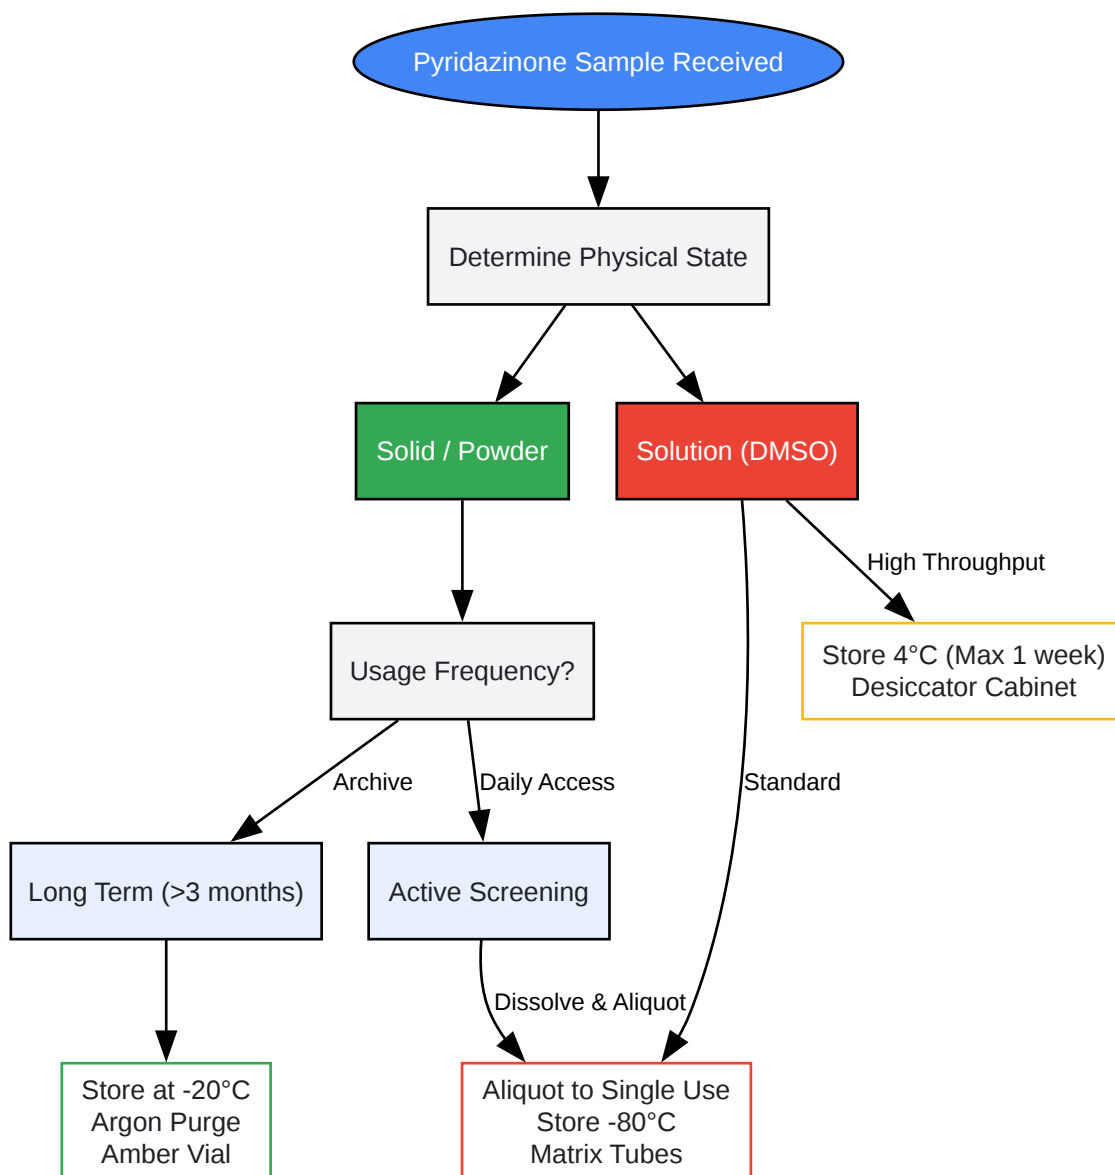 Pyridazinone Sample Received
Determine Physical State
Solid / Powder
Solution (DMSO)
High Throughput
Usage Frequency?
Store 4°C (Max 1 week)
Desiccator Cabinet
Archive
Daily Access
Standard
Long Term (>3 months)
Active Screening
Dissolve & Aliquot
Store at -20°C
Argon Purge
Amber Vial
Aliquot to Single Use
Store -80°C
Matrix Tubes